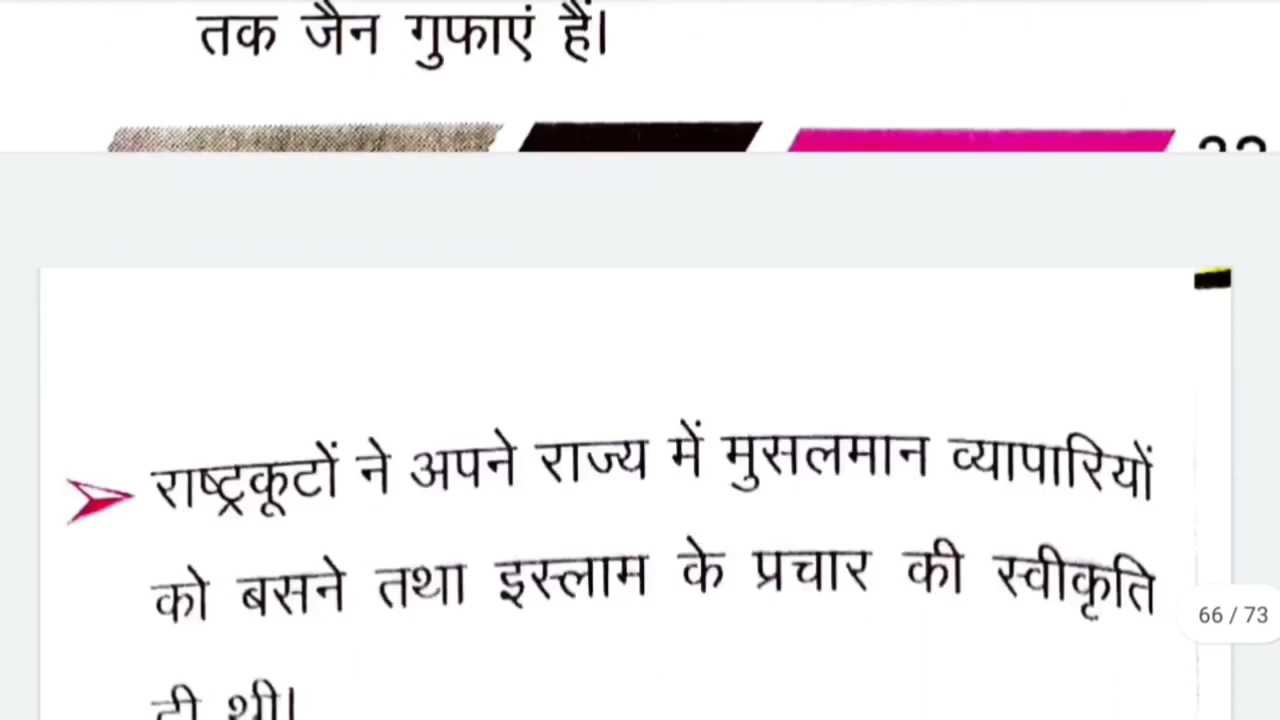 तक जैन गुफाएं हैं।
राष्ट्रकूटों ने अपने राज्य में मुसलमान व्यापारियों
को बसने तथा इस्लाम के प्रचार की स्वीकृति
66 / 73
दी थी।